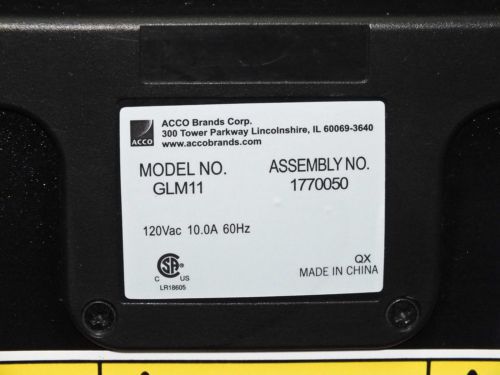 ACCO
ACCO Brands Corp.
300 Tower Parkway Lincolnshire, IL 60069-3640
www.accobrands.com
MODEL NO.
GLM11
ASSEMBLY NO.
1770050
120Vac 10.0A 60Hz
SA
C US
LR18605
QX
MADE IN CHINA